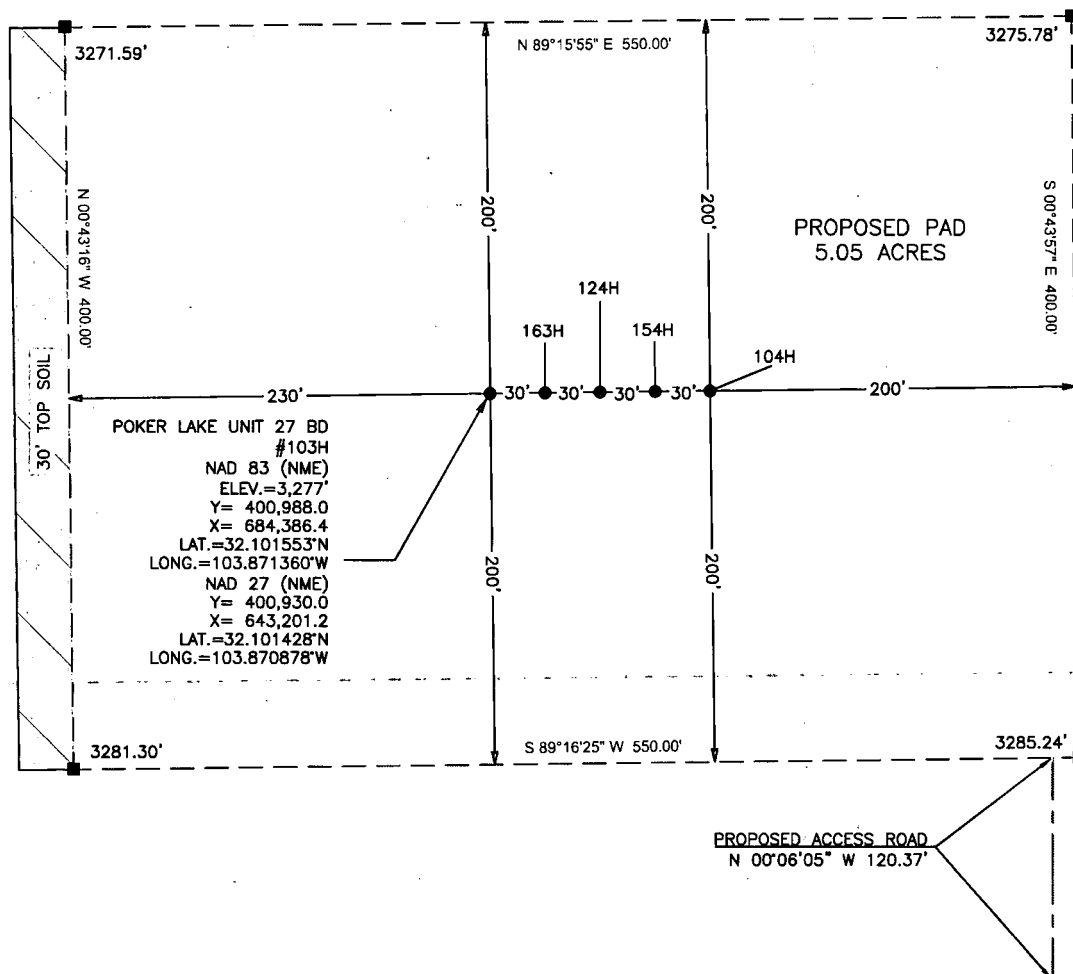 3271.59'
N 89°15'55" E 550.00'
3275.78'
N 00°43'16" W 400.00'
200'
200'
PROPOSED PAD
5.05 ACRES
S 00°43'57" E 400.00'
124H
163H
154H
104H
30' TOP SOIL
230'
30'
30'
30'
30'
200'
POKER LAKE UNIT 27 BD
#103H
NAD 83 (NME)
ELEV.=3,277'
Y= 400,988.0
X= 684,386.4
LAT.=32.101553°N
LONG.=103.871360°W
NAD 27 (NME)
Y= 400,930.0
X= 643,201.2
LAT.=32.101428°N
LONG.=103.870878°W
200'
200'
3281.30'
S 89°16'25" W 550.00'
3285.24'
PROPOSED ACCESS ROAD
N 00°06'05" W 120.37'